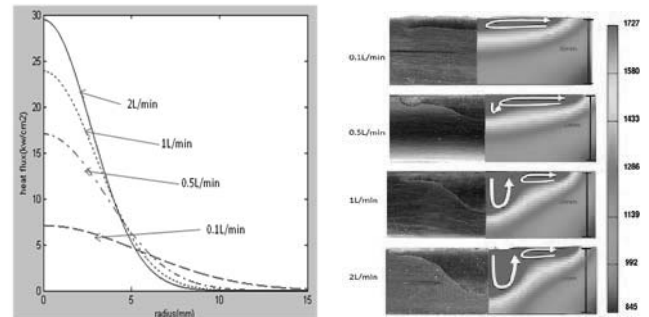 30
25
20
15
10
5
0
heat flux(kw/cm2)
2L/min
1L/min
0.5L/min
0.1L/min
0
5
10
15
radius(mm)
0.1L/min
0.5L/min
1L/min
2L/min
1727
1580
1433
1286
1139
992
845